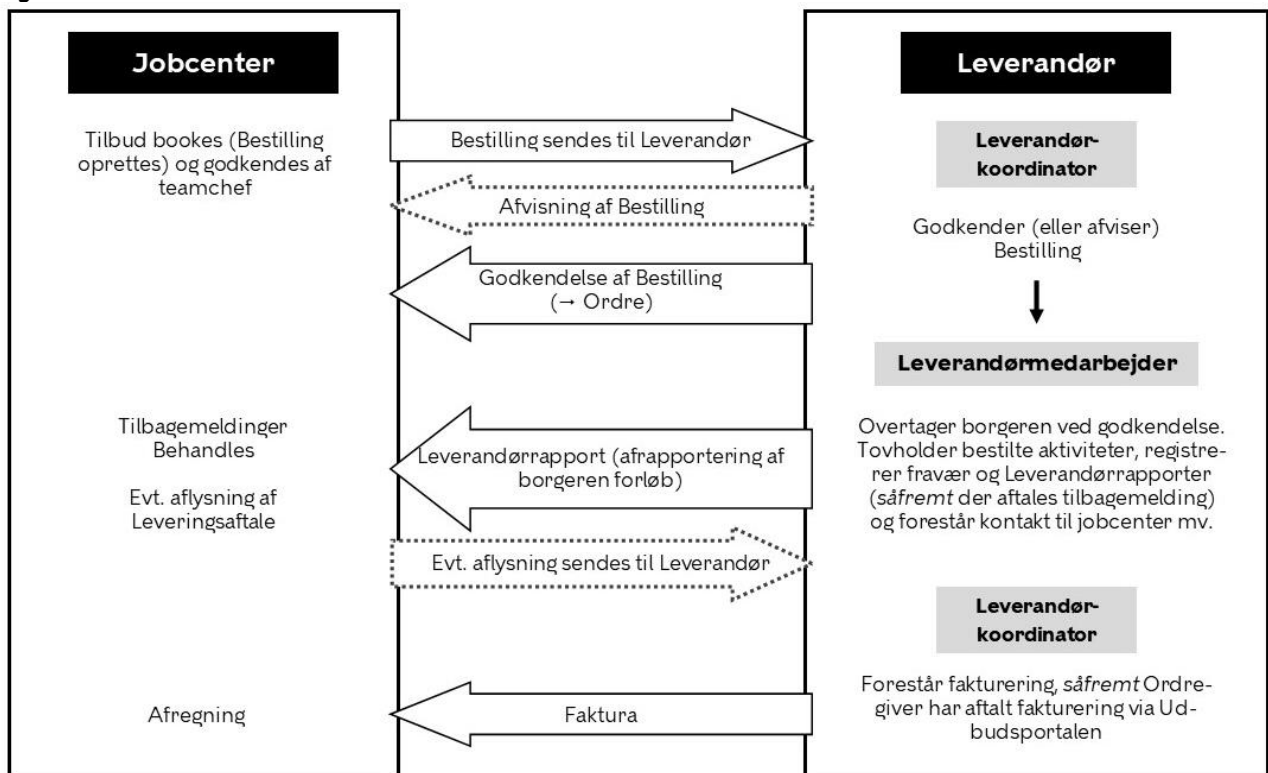 Jobcenter
Tilbud bookes (Bestilling
oprettes) og godkendes af
teamchef
Tilbagemeldinger
Behandles
Evt. aflysning af
Leveringsaftale
Afregning
Bestilling sendes til Leverandør
Afvisning af Bestilling
Godkendelse af Bestilling
(→ Ordre)
Leverandørrapport (afrapportering af
borgeren forløb)
Evt. aflysning sendes til Leverandør
Faktura
Leverandør
Leverandør-
koordinator
Godkender (eller afviser)
Bestilling
Leverandørmedarbejder
Overtager borgeren ved godkendelse.
Tovholder bestilte aktiviteter, registre-
rer fravær og Leverandørrapporter
(såfremt der aftales tilbagemelding)
og forestår kontakt til jobcenter mv.
Leverandør-
koordinator
Forestår fakturering, såfremt Ordre-
giver har aftalt fakturering via Ud-
budsportalen